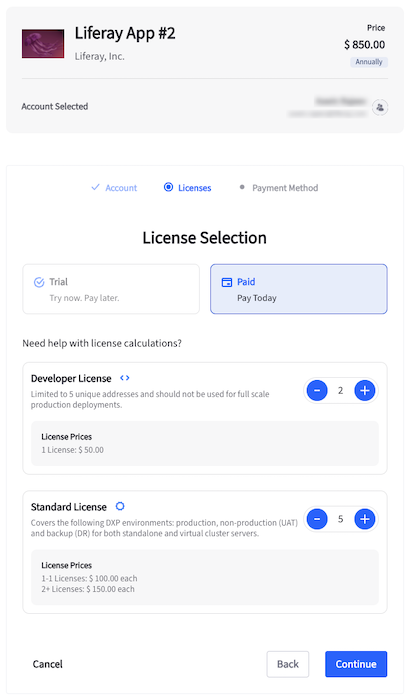 Liferay App #2
Liferay, Inc.
Price
$ 850.00
Annually
Account Selected
Account
Licenses
Payment Method
License Selection
Trial
Try now. Pay later.
Paid
Pay Today
Need help with license calculations?
Developer License
Limited to 5 unique addresses and should not be used for full scale
production deployments.
- 2 +
License Prices
1 License: $ 50.00
Standard License
Covers the following DXP environments: production, non-production (UAT)
and backup (DR) for both standalone and virtual cluster servers.
- 5 +
License Prices
1-1 Licenses: $ 100.00 each
2+ Licenses: $ 150.00 each
Cancel
Back
Continue